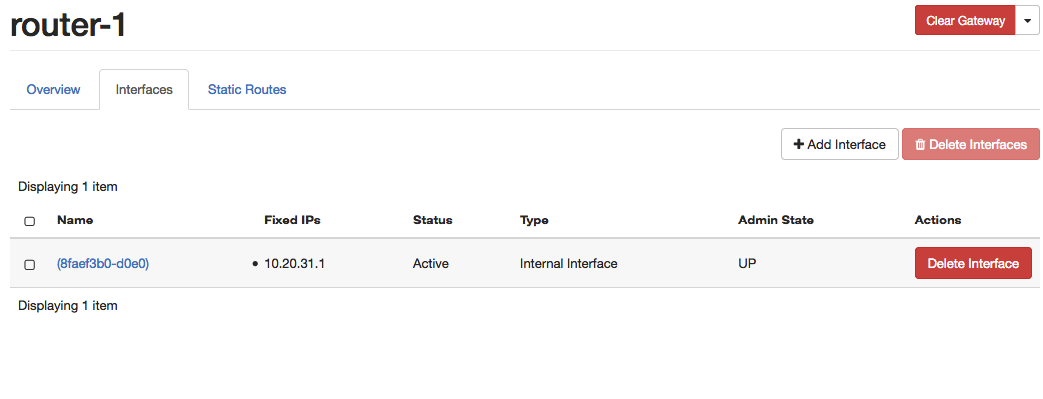 router-1
Clear Gateway
Overview Interfaces Static Routes
Add Interface Delete Interfaces
Displaying 1 item
Name Fixed IPs Status Type Admin State Actions
(8faef3b0-d0e0) • 10.20.31.1 Active Internal Interface UP Delete Interface
Displaying 1 item